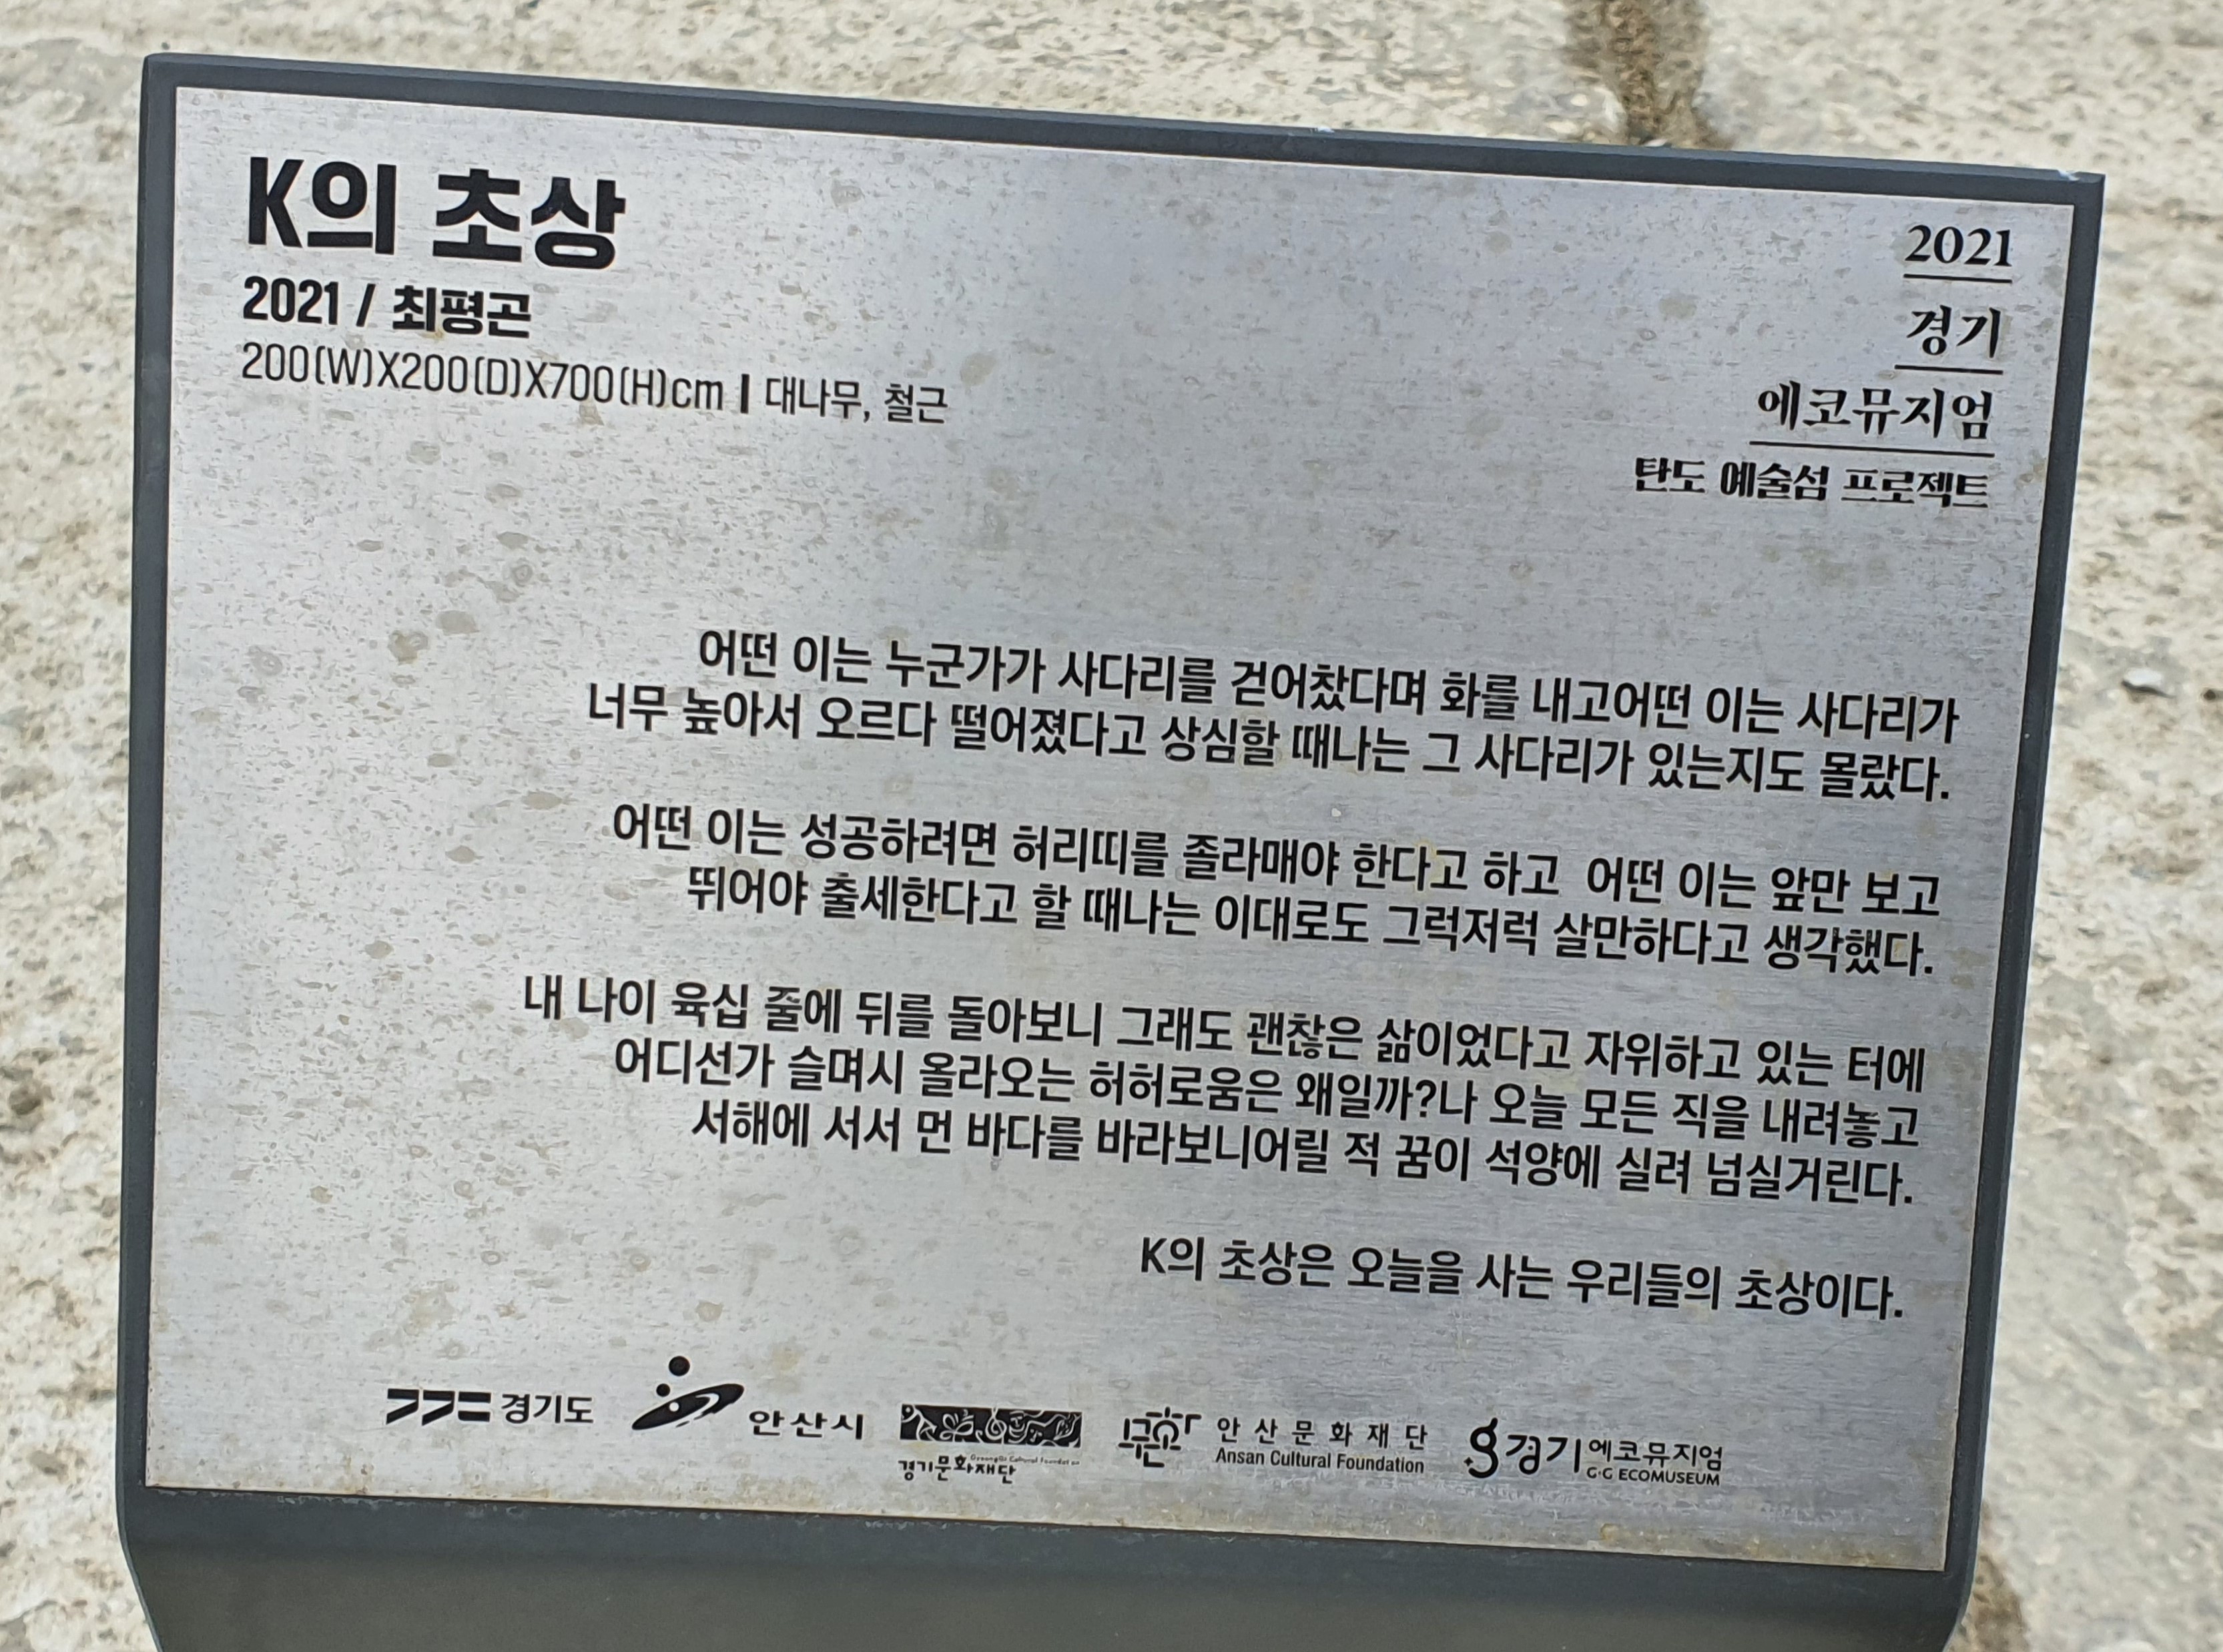 K의 초상
2021 / 최평곤
200(W)X200(D)X700(H)cm | 대나무, 철근
2021
경기
에코뮤지엄
탄도 예술섬 프로젝트
어떤 이는 누군가가 사다리를 걷어찼다며 화를 내고어떤 이는 사다리가
너무 높아서 오르다 떨어졌다고 상심할 때나는 그 사다리가 있는지도 몰랐다.
어떤 이는 성공하려면 허리띠를 졸라매야 한다고 하고 어떤 이는 앞만 보고
뛰어야 출세한다고 할 때나는 이대로도 그럭저럭 살만하다고 생각했다.
내 나이 육십 줄에 뒤를 돌아보니 그래도 괜찮은 삶이었다고 자위하고 있는 터에
어디선가 슬며시 올라오는 허허로움은 왜일까?나 오늘 모든 직을 내려놓고
서해에 서서 먼 바다를 바라보니어릴 적 꿈이 석양에 실려 넘실거린다.
K의 초상은 오늘을 사는 우리들의 초상이다.
경기도
안산시
Gyeonggi Cultural Foundation
경기문화재단
안산문화재단
Ansan Cultural Foundation
경기에코뮤지엄
G·G ECOMUSEUM